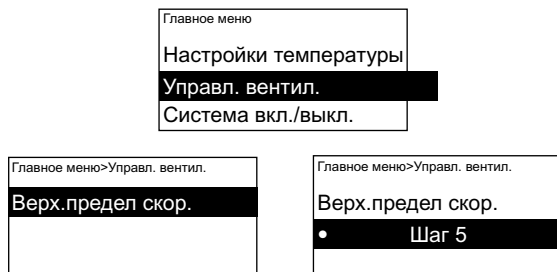 Главное меню
Настройки температуры
Управл. вентил.
Система вкл./выкл.
Главное меню>Управл. вентил.
Верх.предел скор.
Главное меню>Управл. вентил.
Верх.предел скор.
• Шаг 5